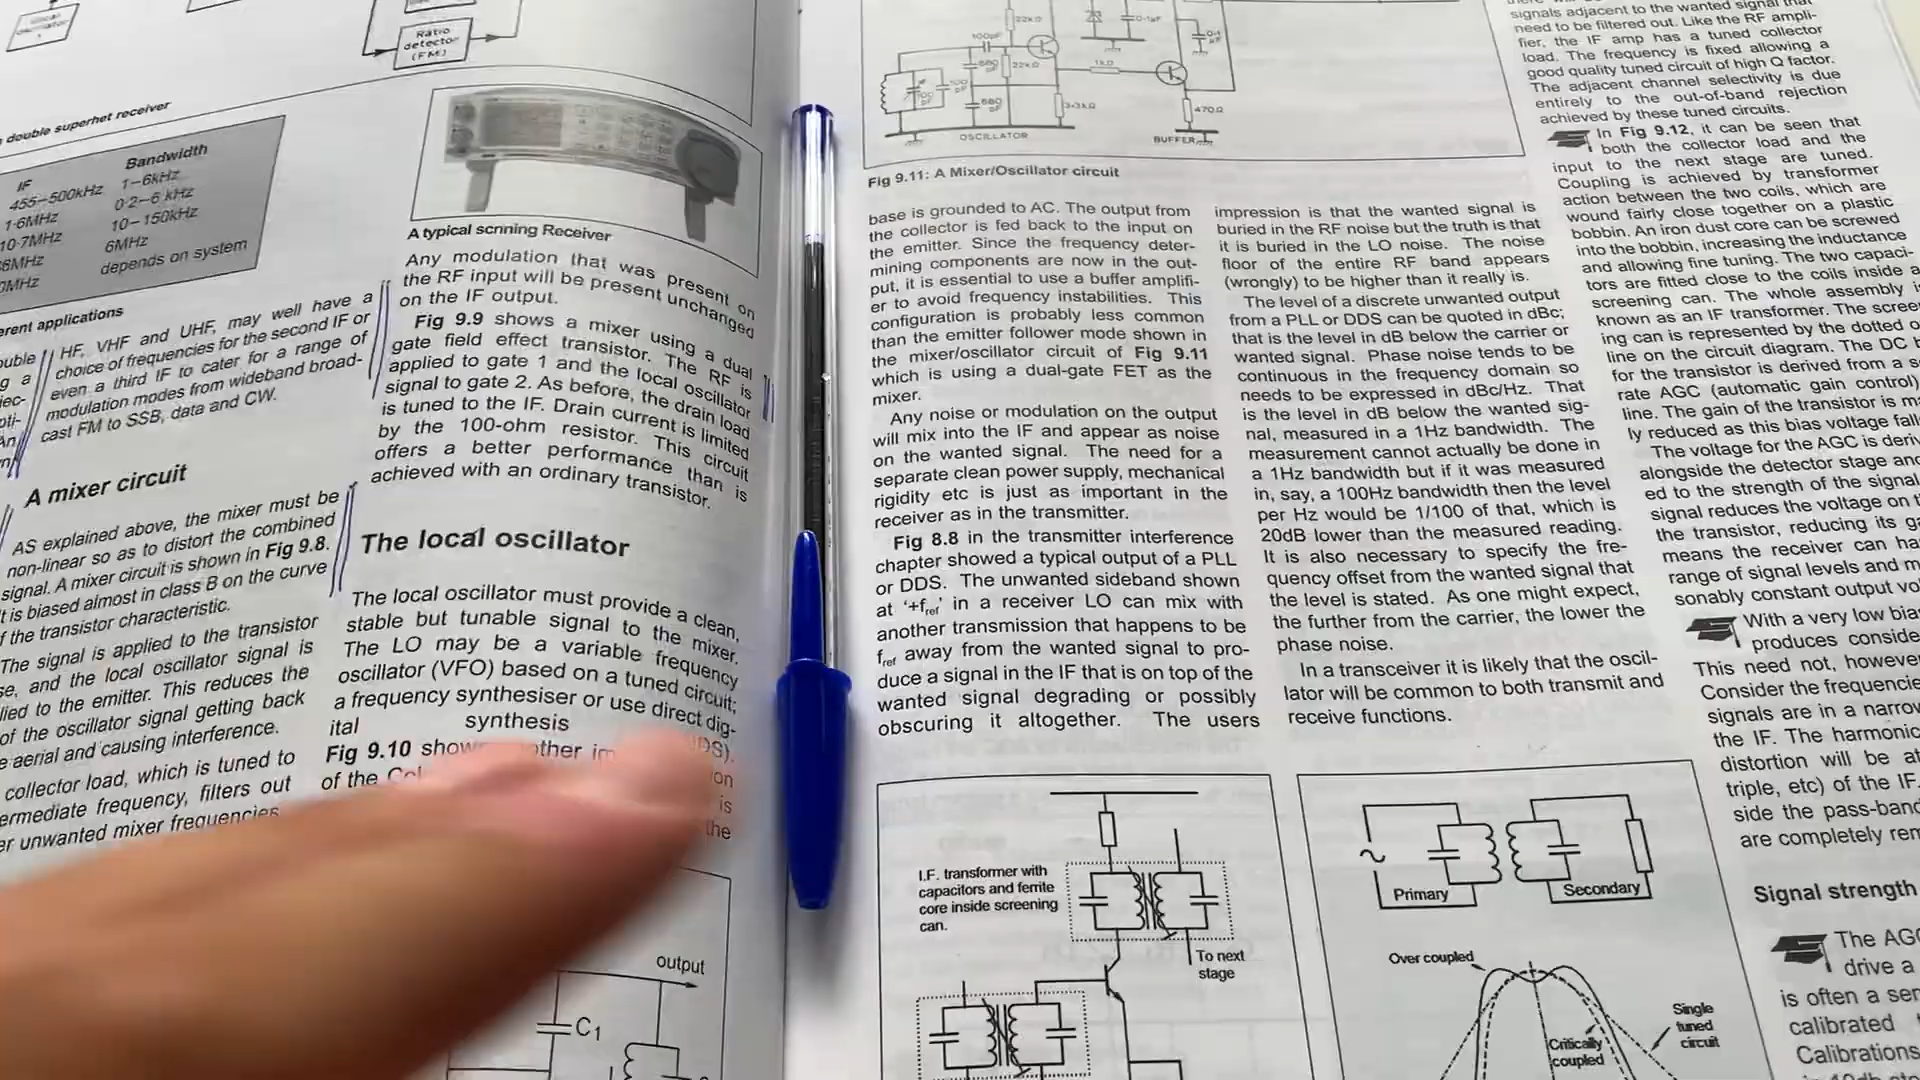 Ratio
detector
(FM)
double superhet receiver
IF
Bandwidth
455–500kHz
1–6kHz
1·6MHz
0·2–6 kHz
10·7MHz
10–150kHz
6MHz
depends on system
applications
HF, VHF and UHF, may well have a
choice of frequencies for the second IF or
even a third IF to cater for a range of
modulation modes from wideband broad-
cast FM to SSB, data and CW.
A mixer circuit
AS explained above, the mixer must be
non-linear so as to distort the combined
signal. A mixer circuit is shown in Fig 9.8.
t is biased almost in class B on the curve
f the transistor characteristic.
The signal is applied to the transistor
se, and the local oscillator signal is
lied to the emitter. This reduces the
of the oscillator signal getting back
e aerial and causing interference.
collector load, which is tuned to
ermediate frequency, filters out
er unwanted mixer frequencies
A typical scnning Receiver
Any modulation that was present on
the RF input will be present unchanged
on the IF output.
Fig 9.9 shows a mixer using a dual
gate field effect transistor. The RF is
applied to gate 1 and the local oscillator
signal to gate 2. As before, the drain load
is tuned to the IF. Drain current is limited
by the 100-ohm resistor. This circuit
offers a better performance than is
achieved with an ordinary transistor.
The local oscillator
The local oscillator must provide a clean,
stable but tunable signal to the mixer.
The LO may be a variable frequency
oscillator (VFO) based on a tuned circuit;
a frequency synthesiser or use direct dig-
ital synthesis
Fig 9.10
of the
is
the
output
C1
22kΩ
0·1µF
100pF
22kΩ
1kΩ
3·3kΩ
470Ω
OSCILLATOR
BUFFER
Fig 9.11: A Mixer/Oscillator circuit
base is grounded to AC. The output from
the collector is fed back to the input on
the emitter. Since the frequency deter-
mining components are now in the out-
put, it is essential to use a buffer amplifi-
er to avoid frequency instabilities. This
configuration is probably less common
than the emitter follower mode shown in
the mixer/oscillator circuit of Fig 9.11
which is using a dual-gate FET as the
mixer.
Any noise or modulation on the output
will mix into the IF and appear as noise
on the wanted signal. The need for a
separate clean power supply, mechanical
rigidity etc is just as important in the
receiver as in the transmitter.
Fig 8.8 in the transmitter interference
chapter showed a typical output of a PLL
or DDS. The unwanted sideband shown
at ‘+fref’ in a receiver LO can mix with
another transmission that happens to be
fref away from the wanted signal to pro-
duce a signal in the IF that is on top of the
wanted signal degrading or possibly
obscuring it altogether. The users
impression is that the wanted signal is
buried in the RF noise but the truth is that
it is buried in the LO noise. The noise
floor of the entire RF band appears
(wrongly) to be higher than it really is.
The level of a discrete unwanted output
from a PLL or DDS can be quoted in dBc;
that is the level in dB below the carrier or
wanted signal. Phase noise tends to be
continuous in the frequency domain so
needs to be expressed in dBc/Hz. That
is the level in dB below the wanted sig-
nal, measured in a 1Hz bandwidth. The
measurement cannot actually be done in
a 1Hz bandwidth but if it was measured
in, say, a 100Hz bandwidth then the level
per Hz would be 1/100 of that, which is
20dB lower than the measured reading.
It is also necessary to specify the fre-
quency offset from the wanted signal that
the level is stated. As one might expect,
the further from the carrier, the lower the
phase noise.
In a transceiver it is likely that the oscil-
lator will be common to both transmit and
receive functions.
signals adjacent to the wanted signal that
need to be filtered out. Like the RF ampli-
fier, the IF amp has a tuned collector
load. The frequency is fixed allowing a
good quality tuned circuit of high Q factor.
The adjacent channel selectivity is due
entirely to the out-of-band rejection
achieved by these tuned circuits.
In Fig 9.12, it can be seen that
both the collector load and the
input to the next stage are tuned.
Coupling is achieved by transformer
action between the two coils, which are
wound fairly close together on a plastic
bobbin. An iron dust core can be screwed
into the bobbin, increasing the inductance
and allowing fine tuning. The two capaci-
tors are fitted close to the coils inside a
screening can. The whole assembly i
known as an IF transformer. The scree
ing can is represented by the dotted o
line on the circuit diagram. The DC b
for the transistor is derived from a s
rate AGC (automatic gain control)
line. The gain of the transistor is m
ly reduced as this bias voltage fall
The voltage for the AGC is deriv
alongside the detector stage and
ed to the strength of the signal
signal reduces the voltage on t
the transistor, reducing its ga
means the receiver can ha
range of signal levels and m
sonably constant output vo
With a very low bias
produces conside
This need not, however
Consider the frequencie
signals are in a narrow
the IF. The harmonic
distortion will be at
triple, etc) of the IF.
side the pass-band
are completely rem
Signal strength
The AGC
drive a
is often a ser
calibrated
Calibrations
I.F. transformer with
capacitors and ferrite
core inside screening
can.
To next
stage
Primary
Secondary
Over coupled
Single
tuned
circuit
Critically
coupled